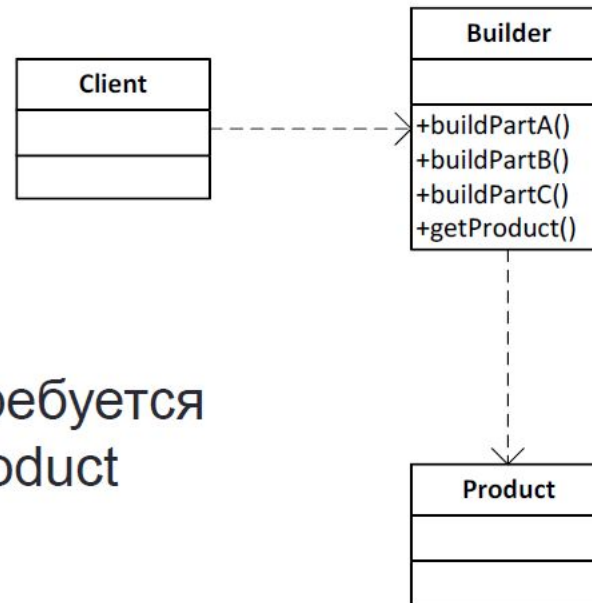 Client
Builder
+buildPartA()
+buildPartB()
+buildPartC()
+getProduct()
Product